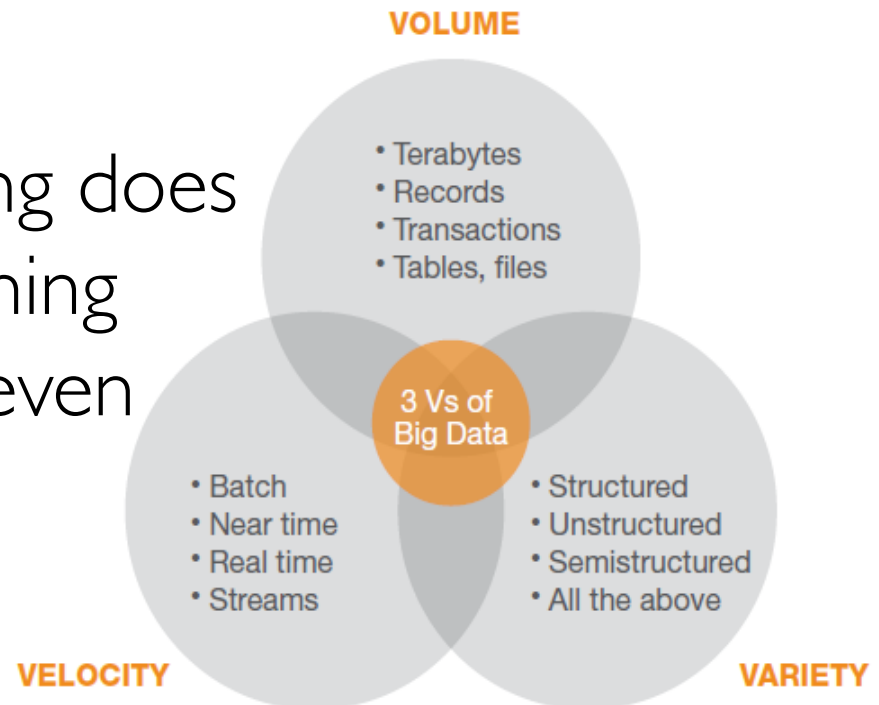 VOLUME
• Terabytes
• Records
• Transactions
• Tables, files
ng does
ning
even
3 Vs of
Big Data
• Batch
• Near time
• Real time
• Streams
• Structured
• Unstructured
• Semistructured
• All the above
VELOCITY
VARIETY